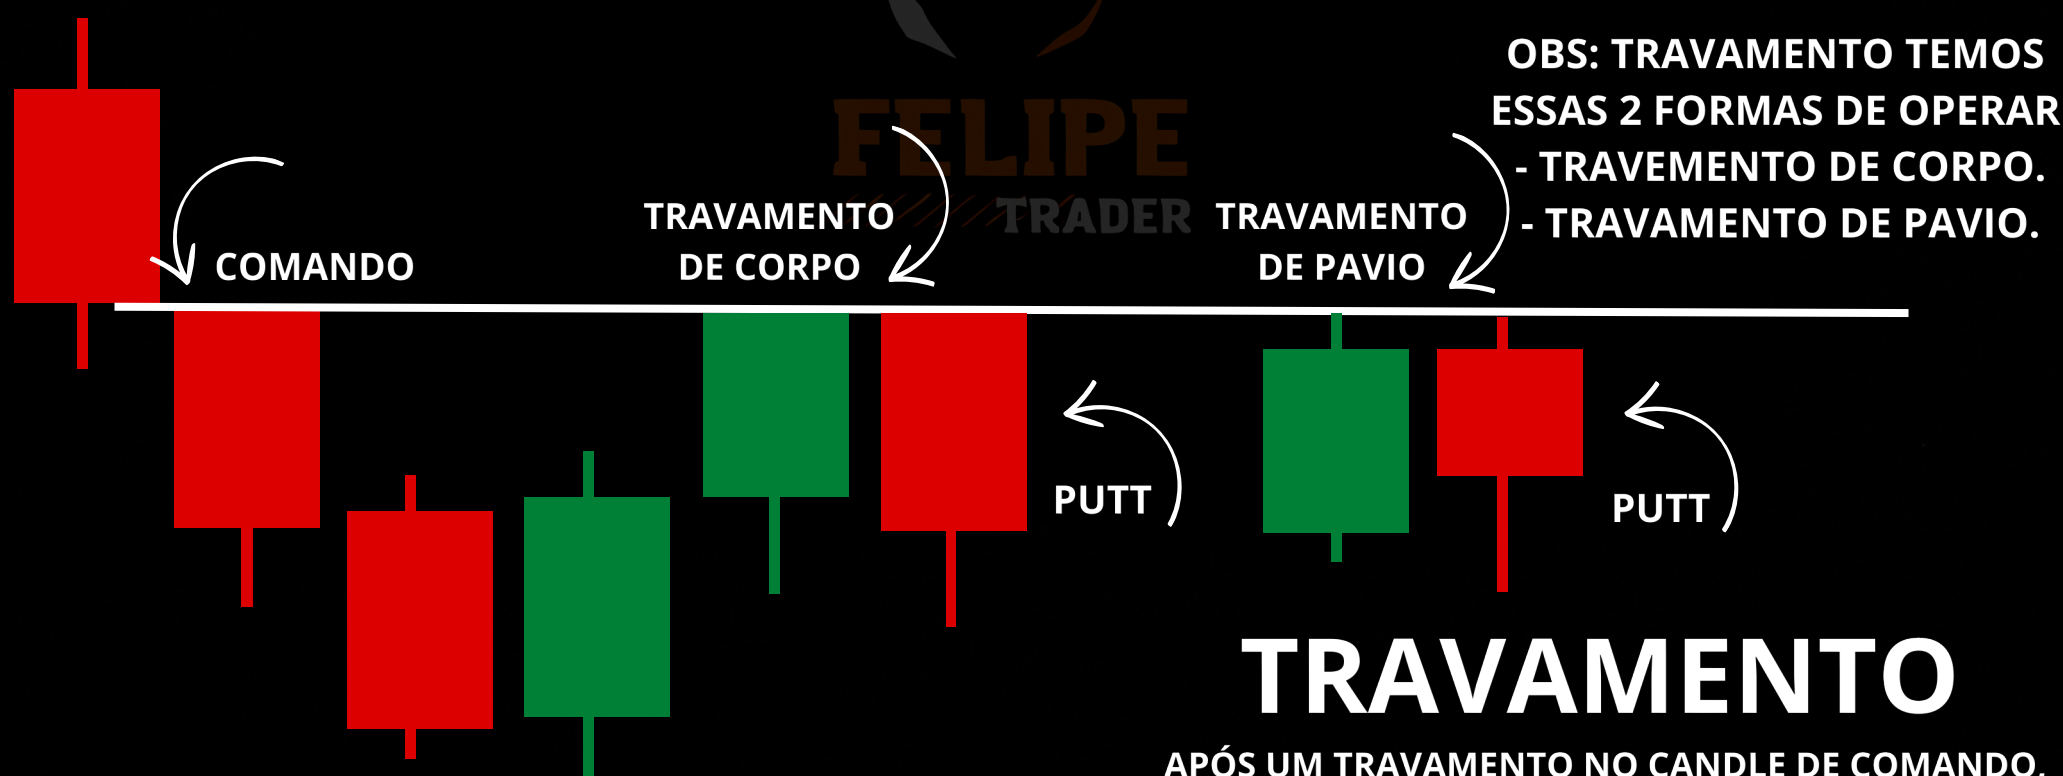 OBS: TRAVAMENTO TEMOS
ESSAS 2 FORMAS DE OPERAR
- TRAVEMENTO DE CORPO.
- TRAVAMENTO DE PAVIO.
FELIPE
TRADER
COMANDO
TRAVAMENTO
DE CORPO
TRAVAMENTO
DE PAVIO
PUTT
PUTT
TRAVAMENTO
APÓS UM TRAVAMENTO NO CANDLE DE COMANDO,